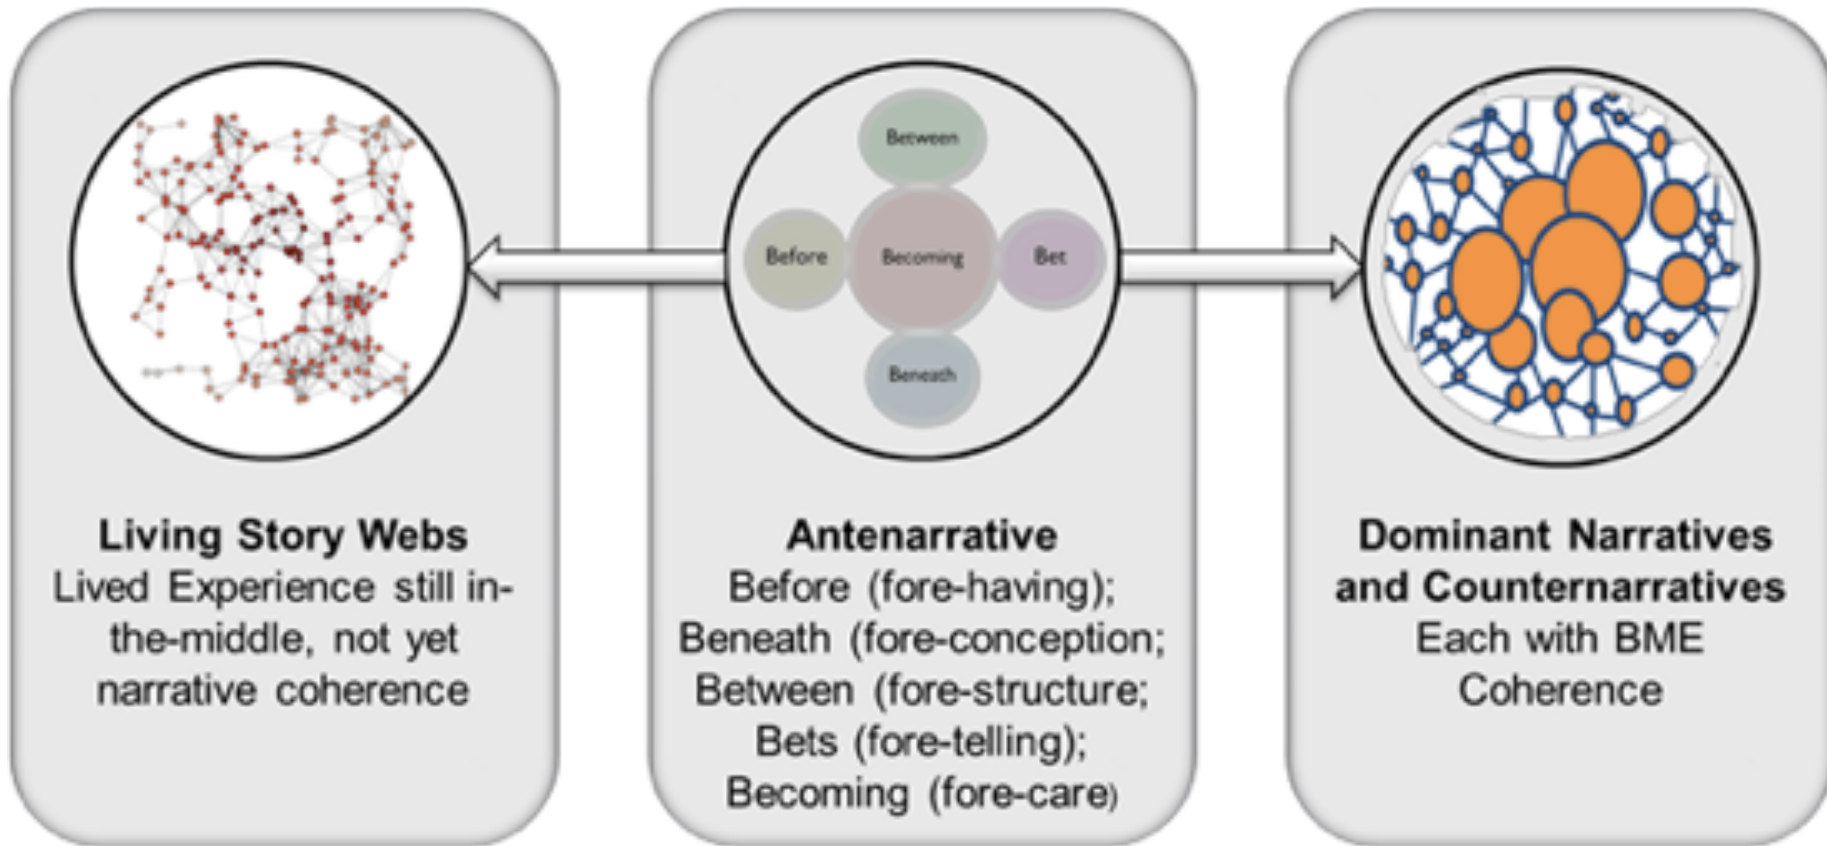 Between
Before
Becoming
Bet
Beneath
Living Story Webs
Lived Experience still in-
the-middle, not yet
narrative coherence
Antenarrative
Before (fore-having);
Beneath (fore-conception;
Between (fore-structure;
Bets (fore-telling);
Becoming (fore-care)
Dominant Narratives
and Counternarratives
Each with BME
Coherence